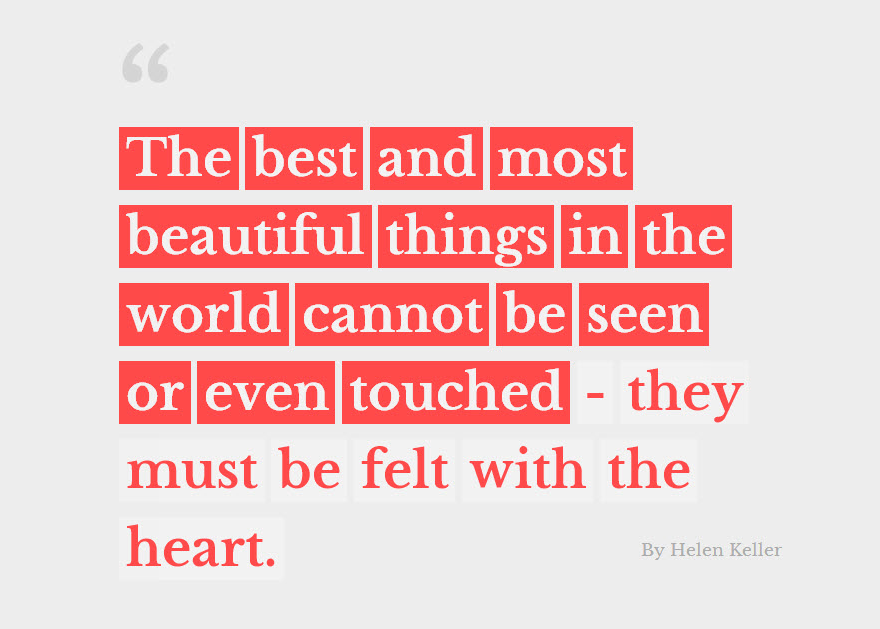 “
The best and most
beautiful things in the
world cannot be seen
or even touched - they
must be felt with the
heart.
By Helen Keller